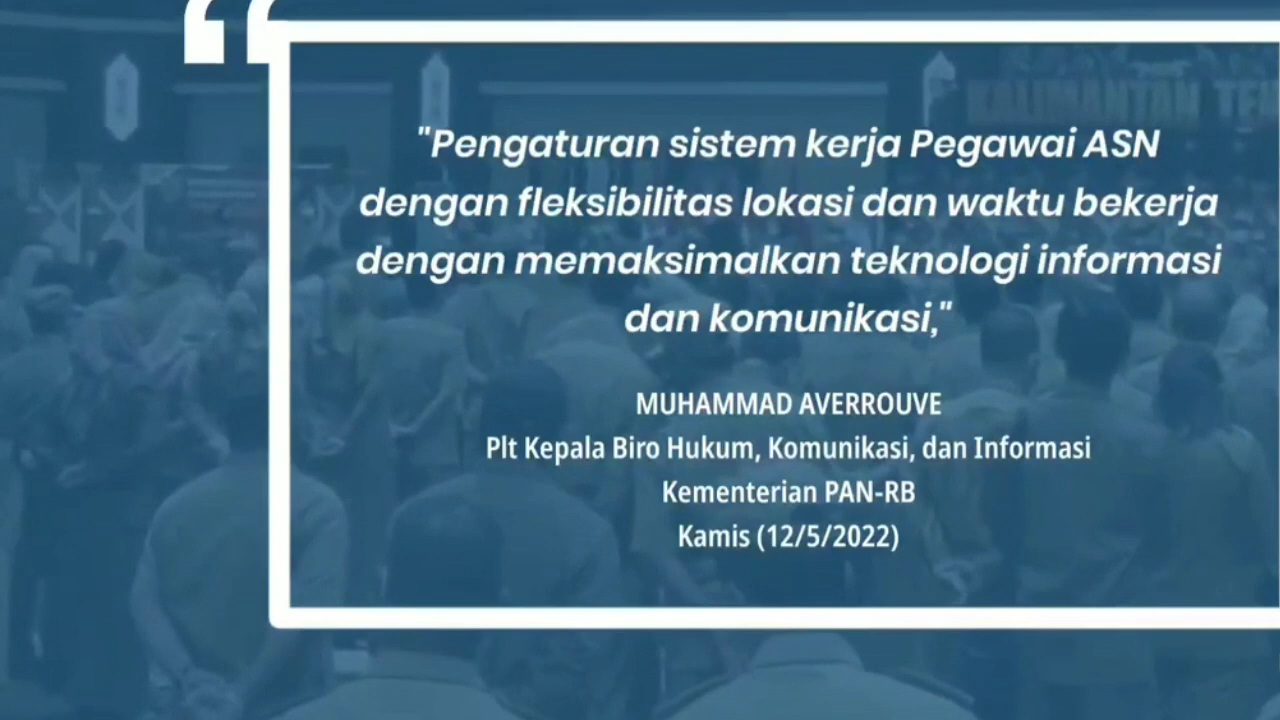 "Pengaturan sistem kerja Pegawai ASN
dengan fleksibilitas lokasi dan waktu bekerja
dengan memaksimalkan teknologi informasi
dan komunikasi,"
MUHAMMAD AVERROUVE
Plt Kepala Biro Hukum, Komunikasi, dan Informasi
Kementerian PAN-RB
Kamis (12/5/2022)
KALIMANTAN